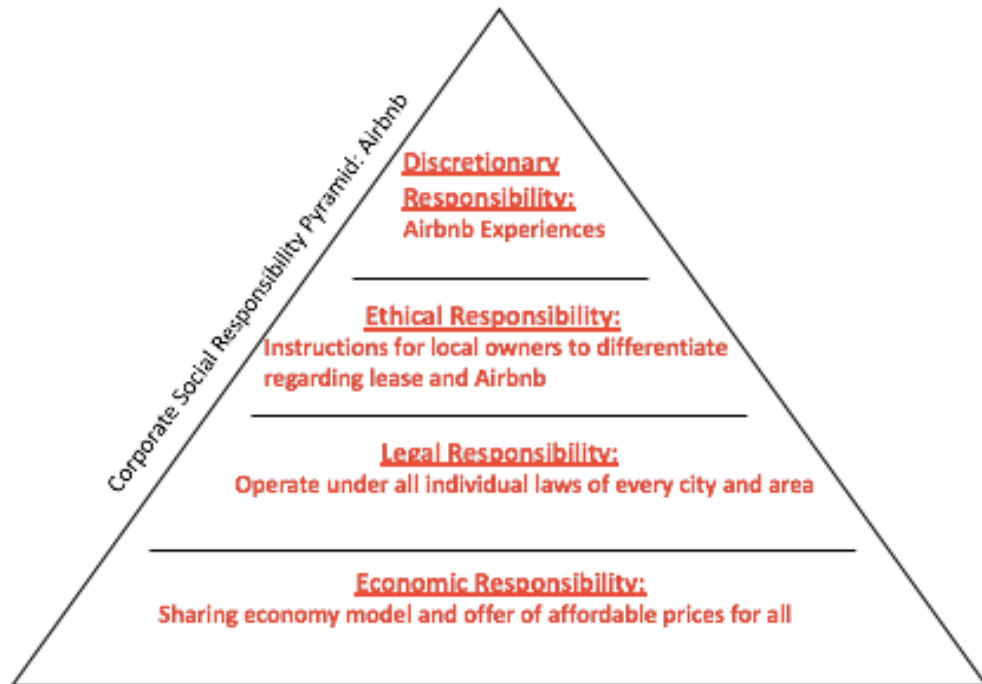 Corporate Social Responsibility Pyramid: Airbnb
Discretionary
Responsibility:
Airbnb Experiences
Ethical Responsibility:
Instructions for local owners to differentiate
regarding lease and Airbnb
Legal Responsibility:
Operate under all individual laws of every city and area
Economic Responsibility:
Sharing economy model and offer of affordable prices for all